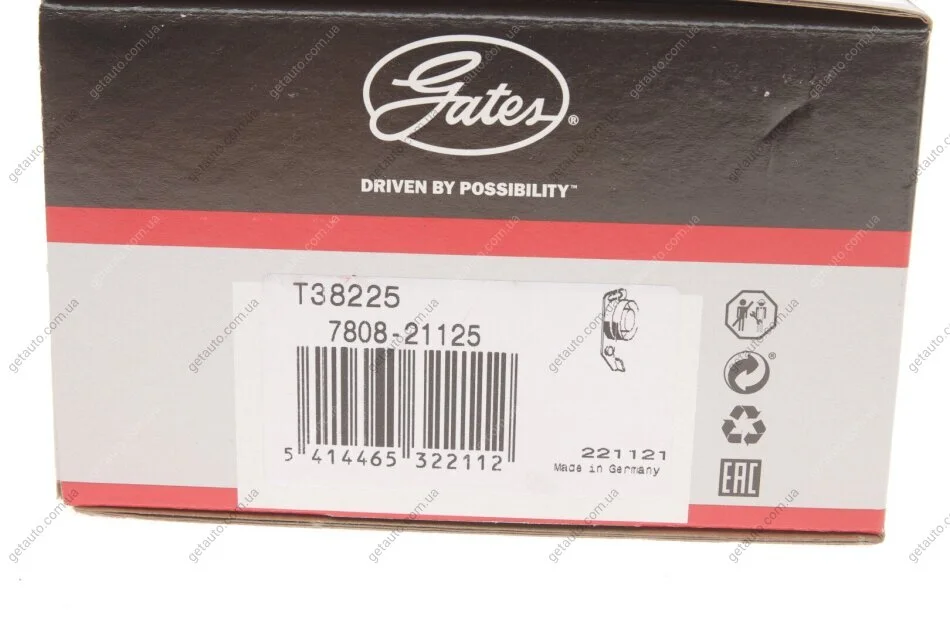 Gates®
DRIVEN BY POSSIBILITY™
T38225
7808-21125
5 414465 322112
221121
Made in Germany
EAC
getauto.com.ua